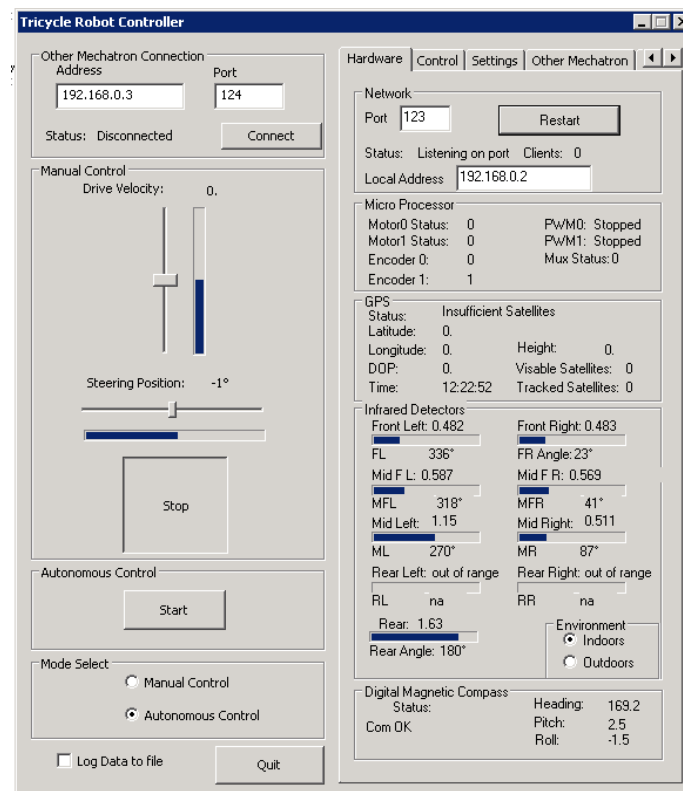 Tricycle Robot Controller
Other Mechatron Connection
Address Port
192.168.0.3 124
Status: Disconnected Connect
Manual Control
Drive Velocity: 0.
Steering Position: -1°
Stop
Autonomous Control
Start
Mode Select
Manual Control
Autonomous Control
Log Data to file Quit
Hardware Control Settings Other Mechatron
Network
Port 123 Restart
Status: Listening on port Clients: 0
Local Address 192.168.0.2
Micro Processor
Motor0 Status: 0 PWM0: Stopped
Motor1 Status: 0 PWM1: Stopped
Encoder 0: 0 Mux Status: 0
Encoder 1: 1
GPS
Status: Insufficient Satellites
Latitude: 0.
Longitude: 0. Height: 0.
DOP: 0. Visable Satellites: 0
Time: 12:22:52 Tracked Satellites: 0
Infrared Detectors
Front Left: 0.482 Front Right: 0.483
FL 336° FR Angle: 23°
Mid F L: 0.587 Mid F R: 0.569
MFL 318° MFR 41°
Mid Left: 1.15 Mid Right: 0.511
ML 270° MR 87°
Rear Left: out of range Rear Right: out of range
RL na RR na
Rear: 1.63 Environment
Indoors
Rear Angle: 180°
Outdoors
Digital Magnetic Compass
Status: Heading: 169.2
Com OK Pitch: 2.5
Roll: -1.5